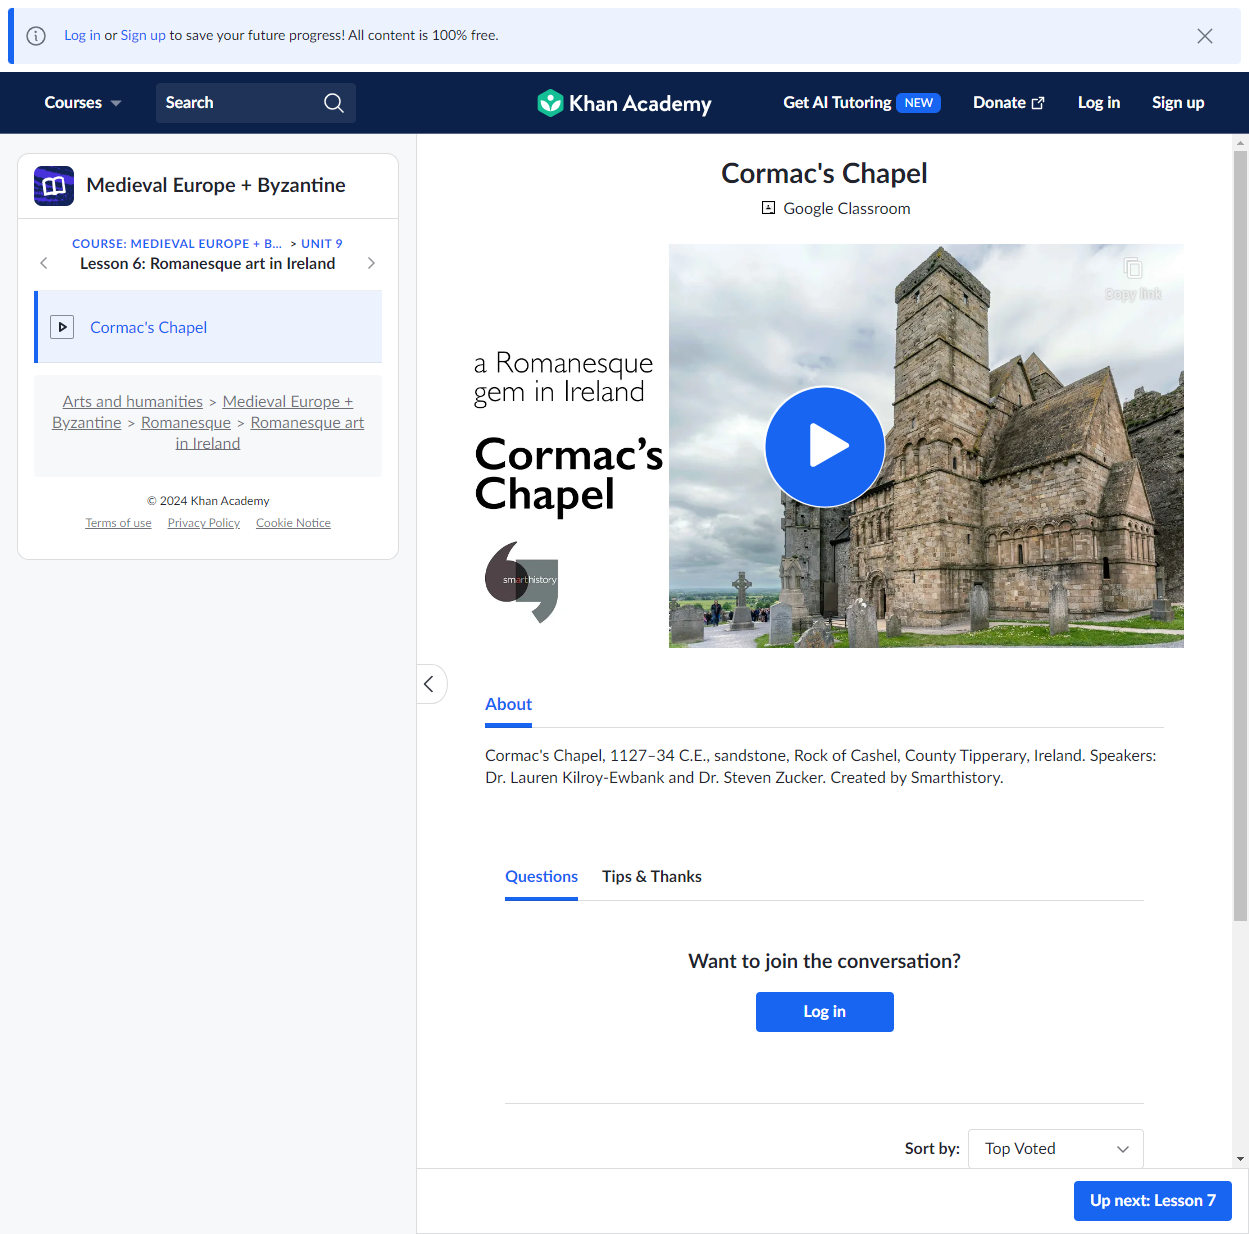 Log in or Sign up to save your future progress! All content is 100% free.
Courses
Search
Khan Academy
Get AI Tutoring NEW
Donate
Log in
Sign up
Medieval Europe + Byzantine
COURSE: MEDIEVAL EUROPE + B... > UNIT 9
Lesson 6: Romanesque art in Ireland
Cormac's Chapel
Arts and humanities > Medieval Europe +
Byzantine > Romanesque > Romanesque art
in Ireland
© 2024 Khan Academy
Terms of use Privacy Policy Cookie Notice
Cormac's Chapel
Google Classroom
Copy link
a Romanesque
gem in Ireland
Cormac’s
Chapel
smarthistory
About
Cormac's Chapel, 1127–34 C.E., sandstone, Rock of Cashel, County Tipperary, Ireland. Speakers:
Dr. Lauren Kilroy-Ewbank and Dr. Steven Zucker. Created by Smarthistory.
Questions Tips & Thanks
Want to join the conversation?
Log in
Sort by: Top Voted
Up next: Lesson 7